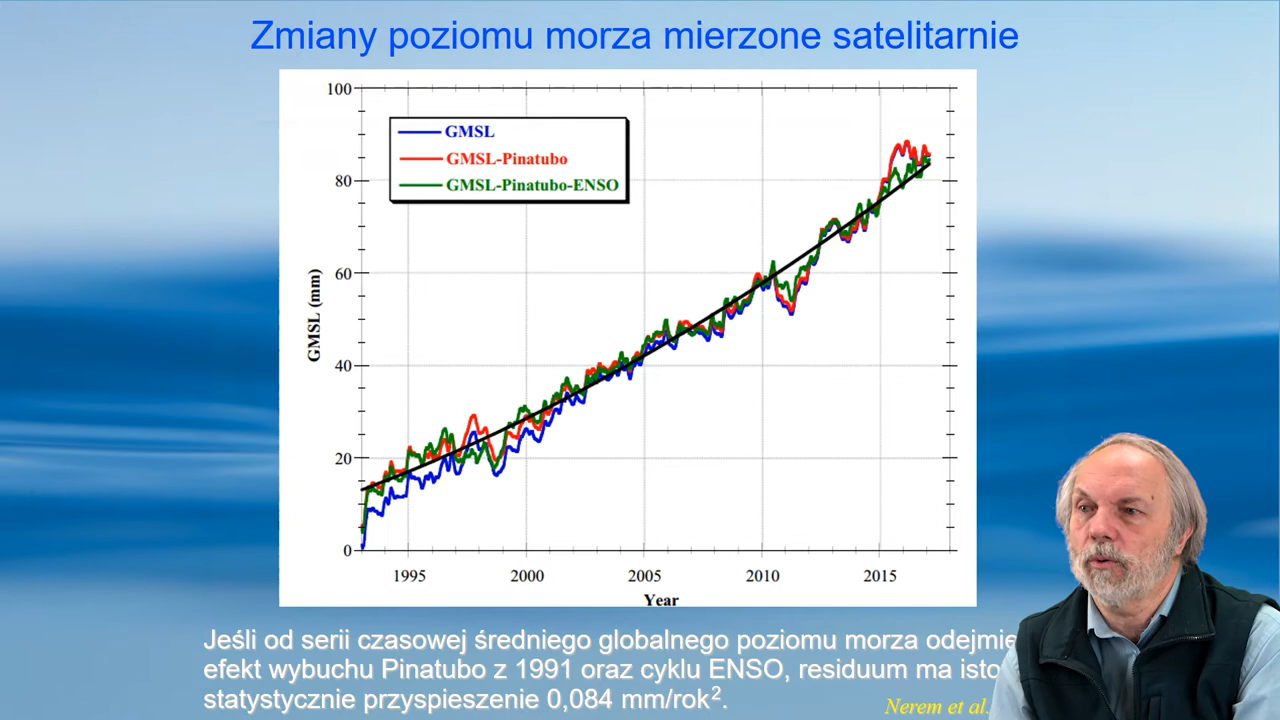 Zmiany poziomu morza mierzone satelitarnie
100
GMSL
GMSL-Pinatubo
GMSL-Pinatubo-ENSO
80
60
GMSL (mm)
40
20
0
1995 2000 2005 2010 2015
Year
Jeśli od serii czasowej średniego globalnego poziomu morza
efekt wybuchu Pinatubo z 1991 oraz cyklu ENSO, residuum ma
statystycznie przyspieszenie 0,084 mm/rok².
Nerem et al.